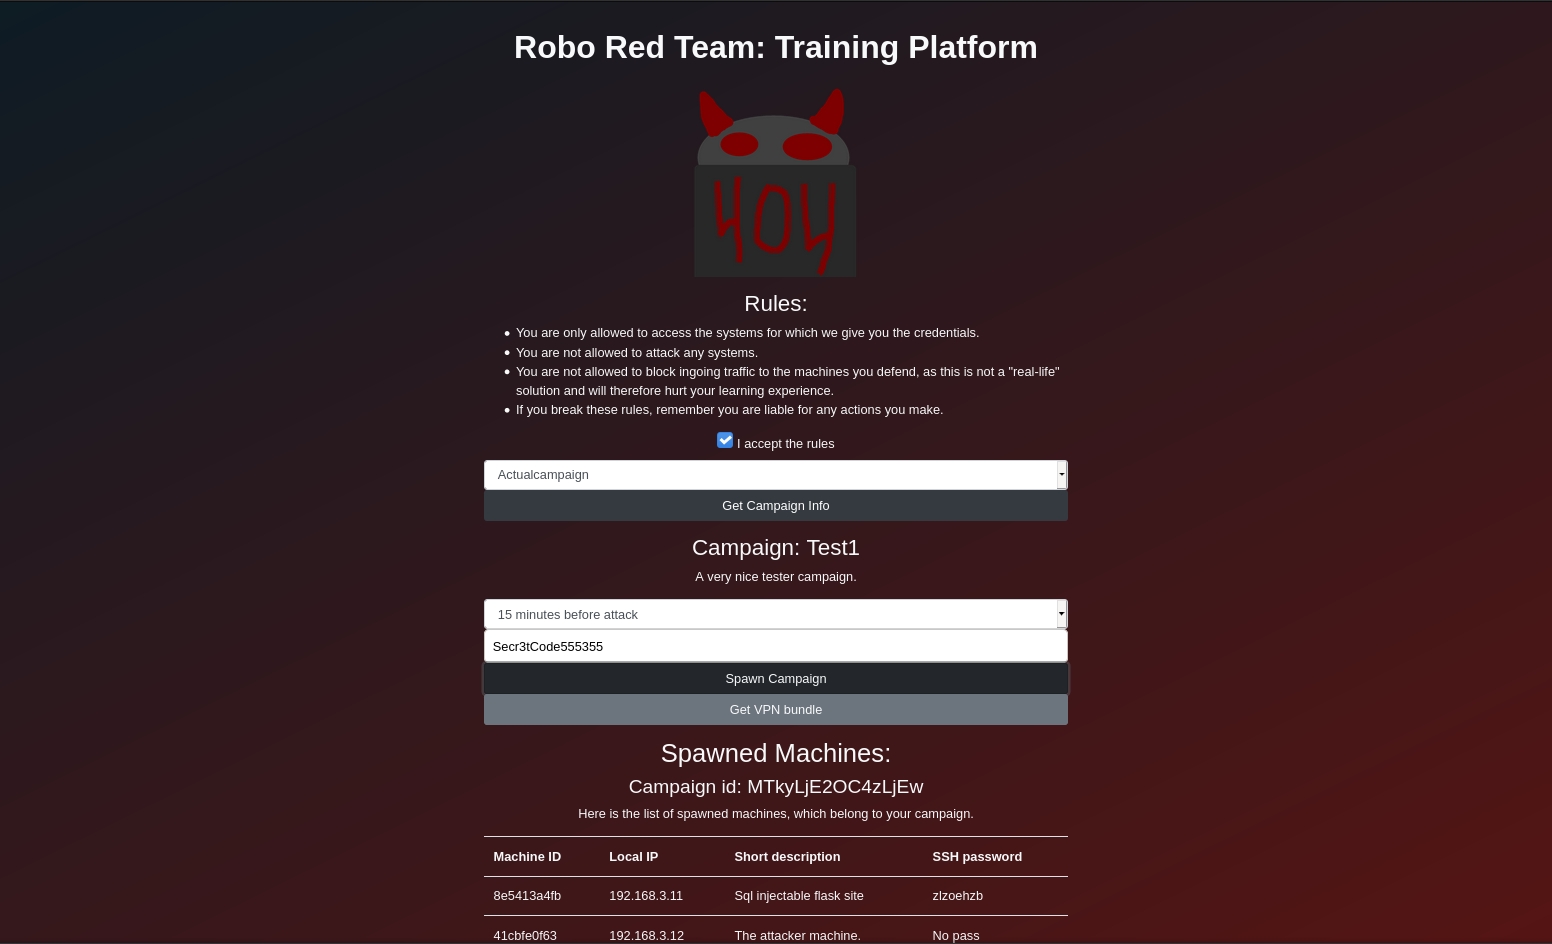 Robo Red Team: Training Platform
404
Rules:
You are only allowed to access the systems for which we give you the credentials.
You are not allowed to attack any systems.
You are not allowed to block ingoing traffic to the machines you defend, as this is not a "real-life"
solution and will therefore hurt your learning experience.
If you break these rules, remember you are liable for any actions you make.
I accept the rules
Actualcampaign
Get Campaign Info
Campaign: Test1
A very nice tester campaign.
15 minutes before attack
Secr3tCode555355
Spawn Campaign
Get VPN bundle
Spawned Machines:
Campaign id: MTkyLjE2OC4zLjEw
Here is the list of spawned machines, which belong to your campaign.
Machine ID Local IP Short description SSH password
8e5413a4fb 192.168.3.11 Sql injectable flask site zlzoehzb
41cbfe0f63 192.168.3.12 The attacker machine. No pass